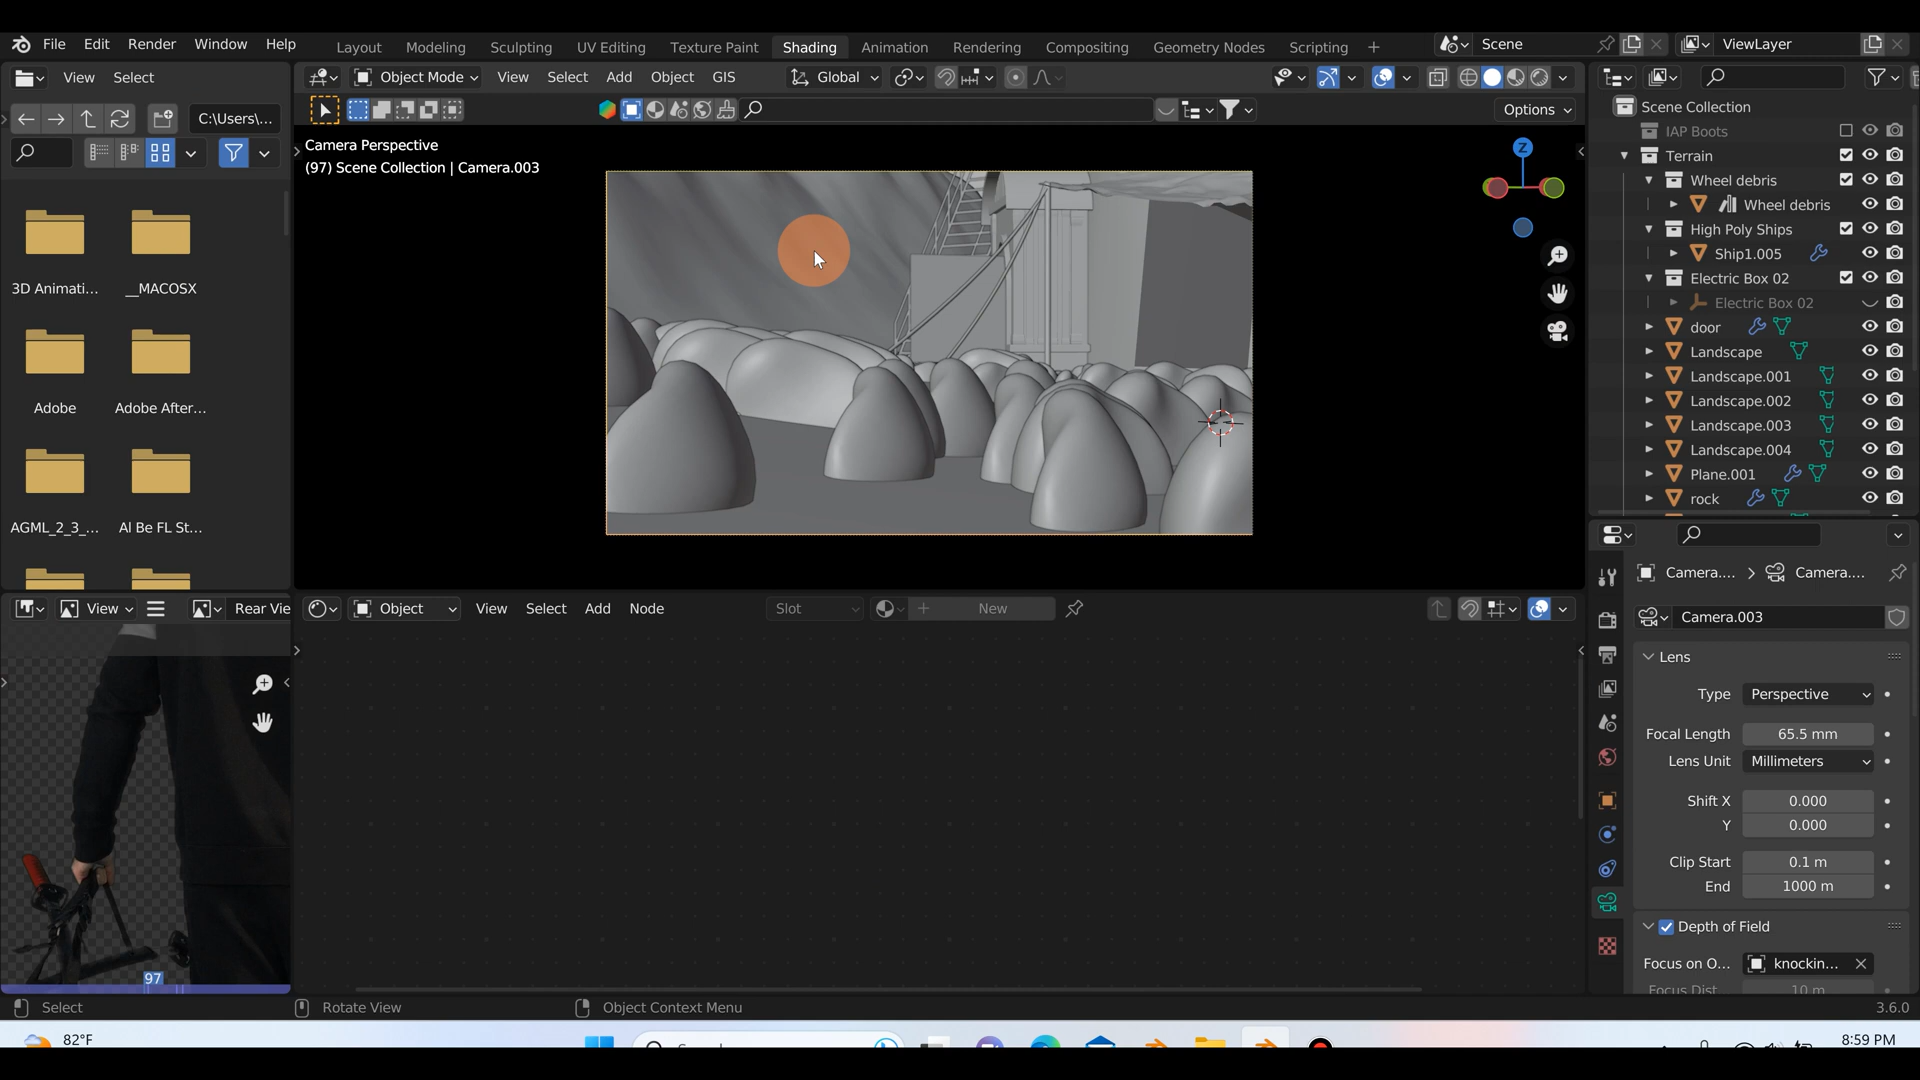 File Edit Render Window Help
Layout Modeling Sculpting UV Editing Texture Paint Shading Animation Rendering Compositing Geometry Nodes Scripting
Scene
ViewLayer
View Select
Object Mode View Select Add Object GIS
Global
C:\Users\...
Options
Camera Perspective
(97) Scene Collection | Camera.003
Z
3D Animati... __MACOSX
Adobe Adobe After...
AGML_2_3_... AI Be FL St...
Scene Collection
IAP Boots
Terrain
Wheel debris
Wheel debris
High Poly Ships
Ship1.005
Electric Box 02
Electric Box 02
door
Landscape
Landscape.001
Landscape.002
Landscape.003
Landscape.004
Plane.001
rock
View Rear Vie
Object View Select Add Node
Slot New
97
Camera.... Camera....
Camera.003
Lens
Type Perspective
Focal Length 65.5 mm
Lens Unit Millimeters
Shift X 0.000
Y 0.000
Clip Start 0.1 m
End 1000 m
Depth of Field
Focus on O... knockin...
Focus Dist. 10 m
Select Rotate View Object Context Menu 3.6.0
82°F
8:59 PM